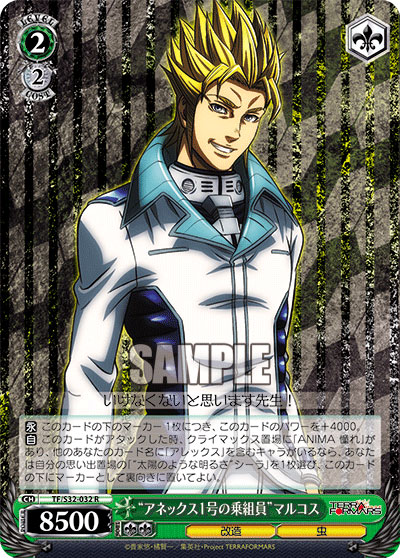 LEVEL
2
2
COST
SAMPLE
いけなくないと思います先生！
永 このカードの下のマーカー1枚につき、このカードのパワーを＋4000。
自 このカードがアタックした時、クライマックス置場に「ANIMA 憧れ」が
あり、他のあなたのカード名に「アレックス」を含むキャラがいるなら、あなた
は自分の思い出置場の「“太陽のような明るさ”シーラ」を1枚選び、このカー
ドの下にマーカーとして裏向きに置いてよい。
CH TF/S32-032 R
8500
“アネックス1号の乗組員”マルコス
TERRAFORMARS
改造 虫
©貴家悠・橘賢一／集英社・Project TERRAFORMARS